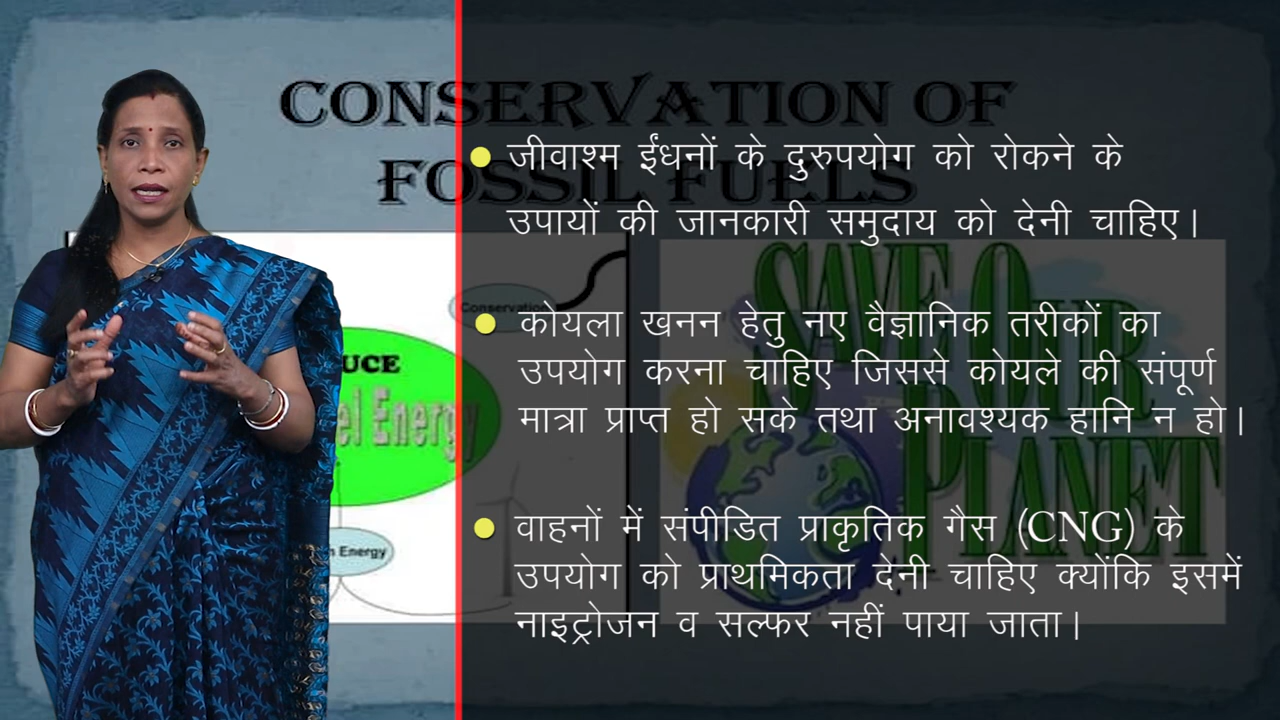 CONSERVATION OF
FOSSIL FUELS
जीवाश्म ईंधनों के दुरुपयोग को रोकने के
उपायों की जानकारी समुदाय को देनी चाहिए।
कोयला खनन हेतु नए वैज्ञानिक तरीकों का
उपयोग करना चाहिए जिससे कोयले की संपूर्ण
मात्रा प्राप्त हो सके तथा अनावश्यक हानि न हो।
वाहनों में संपीडित प्राकृतिक गैस (CNG) के
उपयोग को प्राथमिकता देनी चाहिए क्योंकि इसमें
नाइट्रोजन व सल्फर नहीं पाया जाता।
Conservation
UCE
el Energy
n Energy
SAVE OUR
PLANET